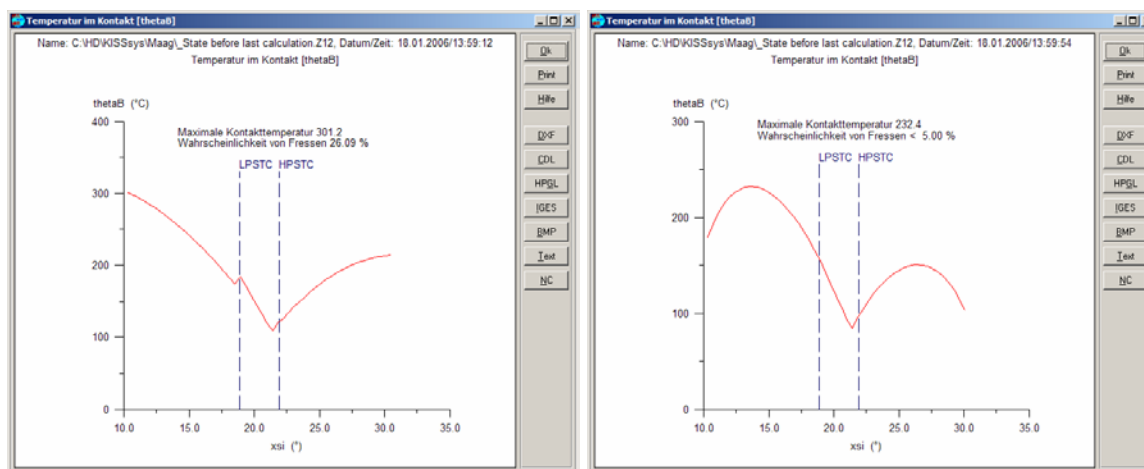 Temperatur im Kontakt [thetaB]
Name: C:\HD\KISSsys\Maag\_State before last calculation.Z12, Datum/Zeit: 18.01.2006/13:59:12
Temperatur im Kontakt [thetaB]
thetaB (°C)
Maximale Kontakttemperatur 301.2
Wahrscheinlichkeit von Fressen 26.09 %
LPSTC HPSTC
400
300
200
100
0
10.0 15.0 20.0 25.0 30.0 35.0
xsi (°)
Ok
Print
Hilfe
DXF
CDL
HPGL
IGES
BMP
Text
NC
Temperatur im Kontakt [thetaB]
Name: C:\HD\KISSsys\Maag\_State before last calculation.Z12, Datum/Zeit: 18.01.2006/13:59:54
Temperatur im Kontakt [thetaB]
thetaB (°C)
Maximale Kontakttemperatur 232.4
Wahrscheinlichkeit von Fressen < 5.00 %
LPSTC HPSTC
300
200
100
0
10.0 15.0 20.0 25.0 30.0 35.0
xsi (°)
Ok
Print
Hilfe
DXF
CDL
HPGL
IGES
BMP
Text
NC